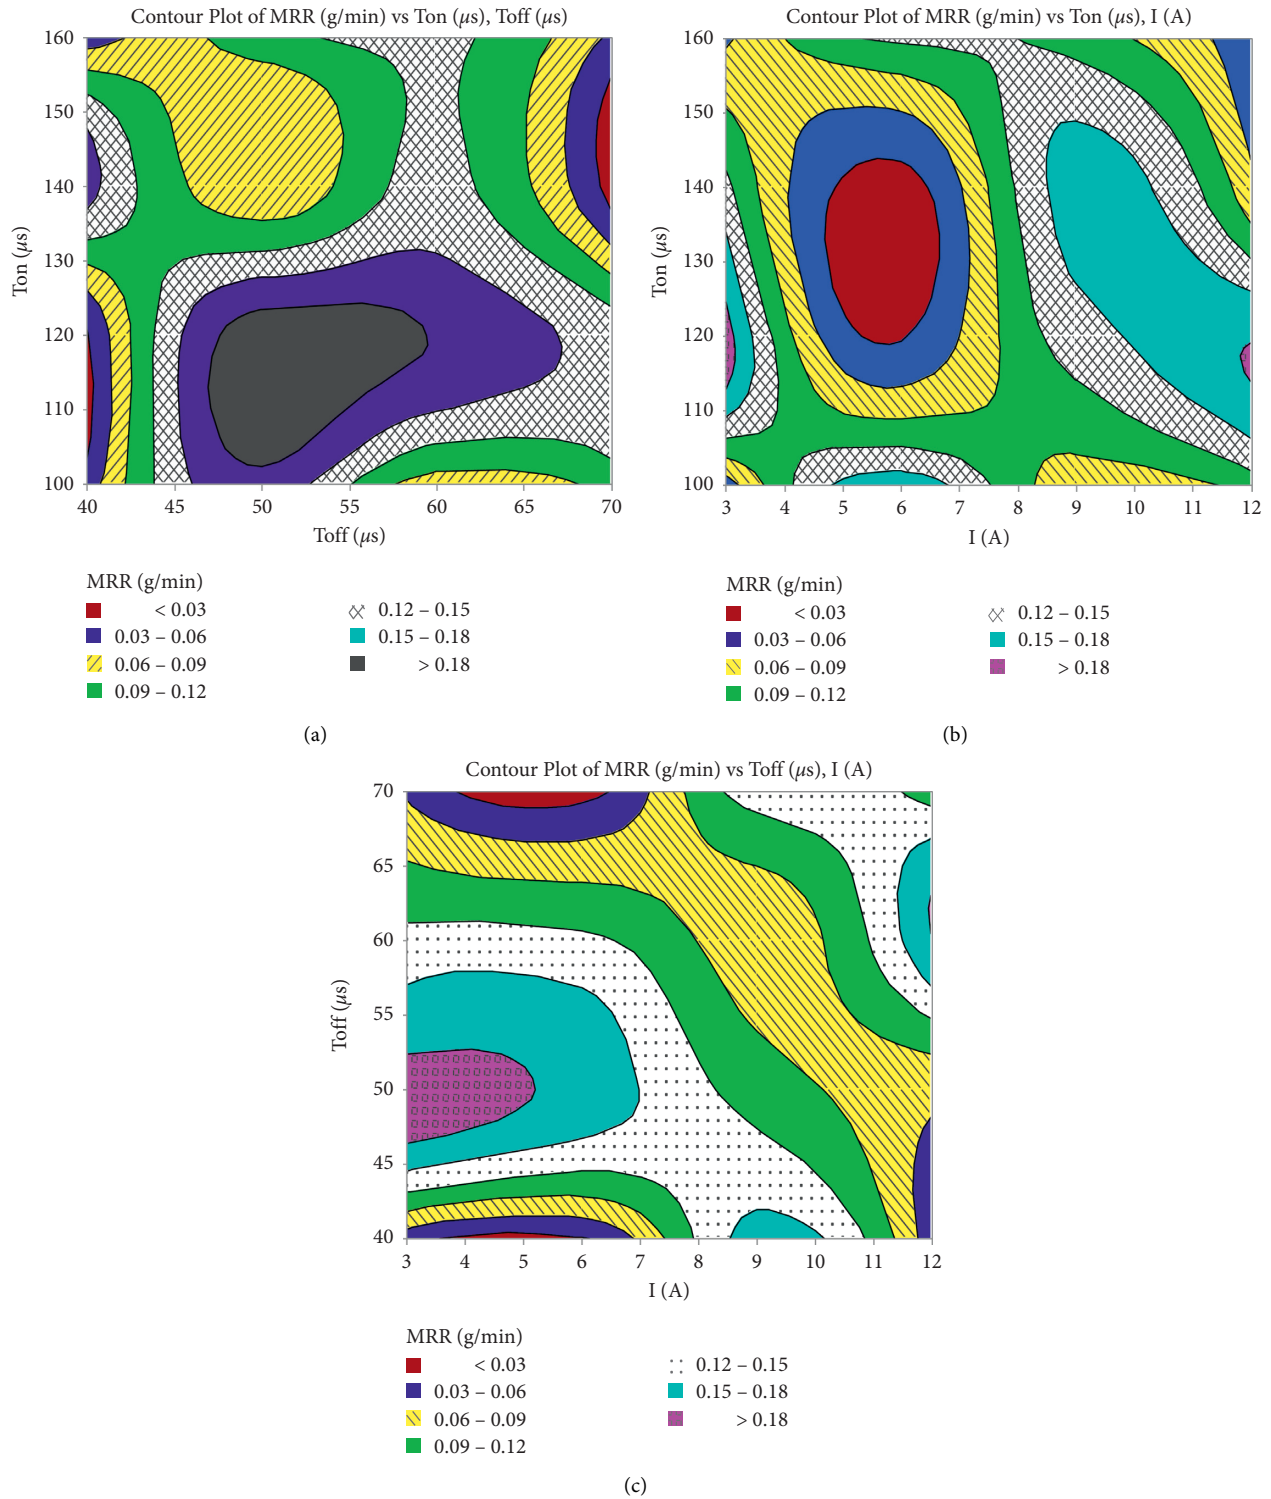 Contour Plot of MRR (g/min) vs Ton (μs), Toff (μs)
160
150
140
130
120
110
100
Ton (μs)
40 45 50 55 60 65 70
Toff (μs)
MRR (g/min)
< 0.03
0.03 – 0.06
0.06 – 0.09
0.09 – 0.12
0.12 – 0.15
0.15 – 0.18
> 0.18
(a)
Contour Plot of MRR (g/min) vs Ton (μs), I (A)
160
150
140
130
120
110
100
Ton (μs)
3 4 5 6 7 8 9 10 11 12
I (A)
MRR (g/min)
< 0.03
0.03 – 0.06
0.06 – 0.09
0.09 – 0.12
0.12 – 0.15
0.15 – 0.18
> 0.18
(b)
Contour Plot of MRR (g/min) vs Toff (μs), I (A)
70
65
60
55
50
45
40
Toff (μs)
3 4 5 6 7 8 9 10 11 12
I (A)
MRR (g/min)
< 0.03
0.03 – 0.06
0.06 – 0.09
0.09 – 0.12
0.12 – 0.15
0.15 – 0.18
> 0.18
(c)